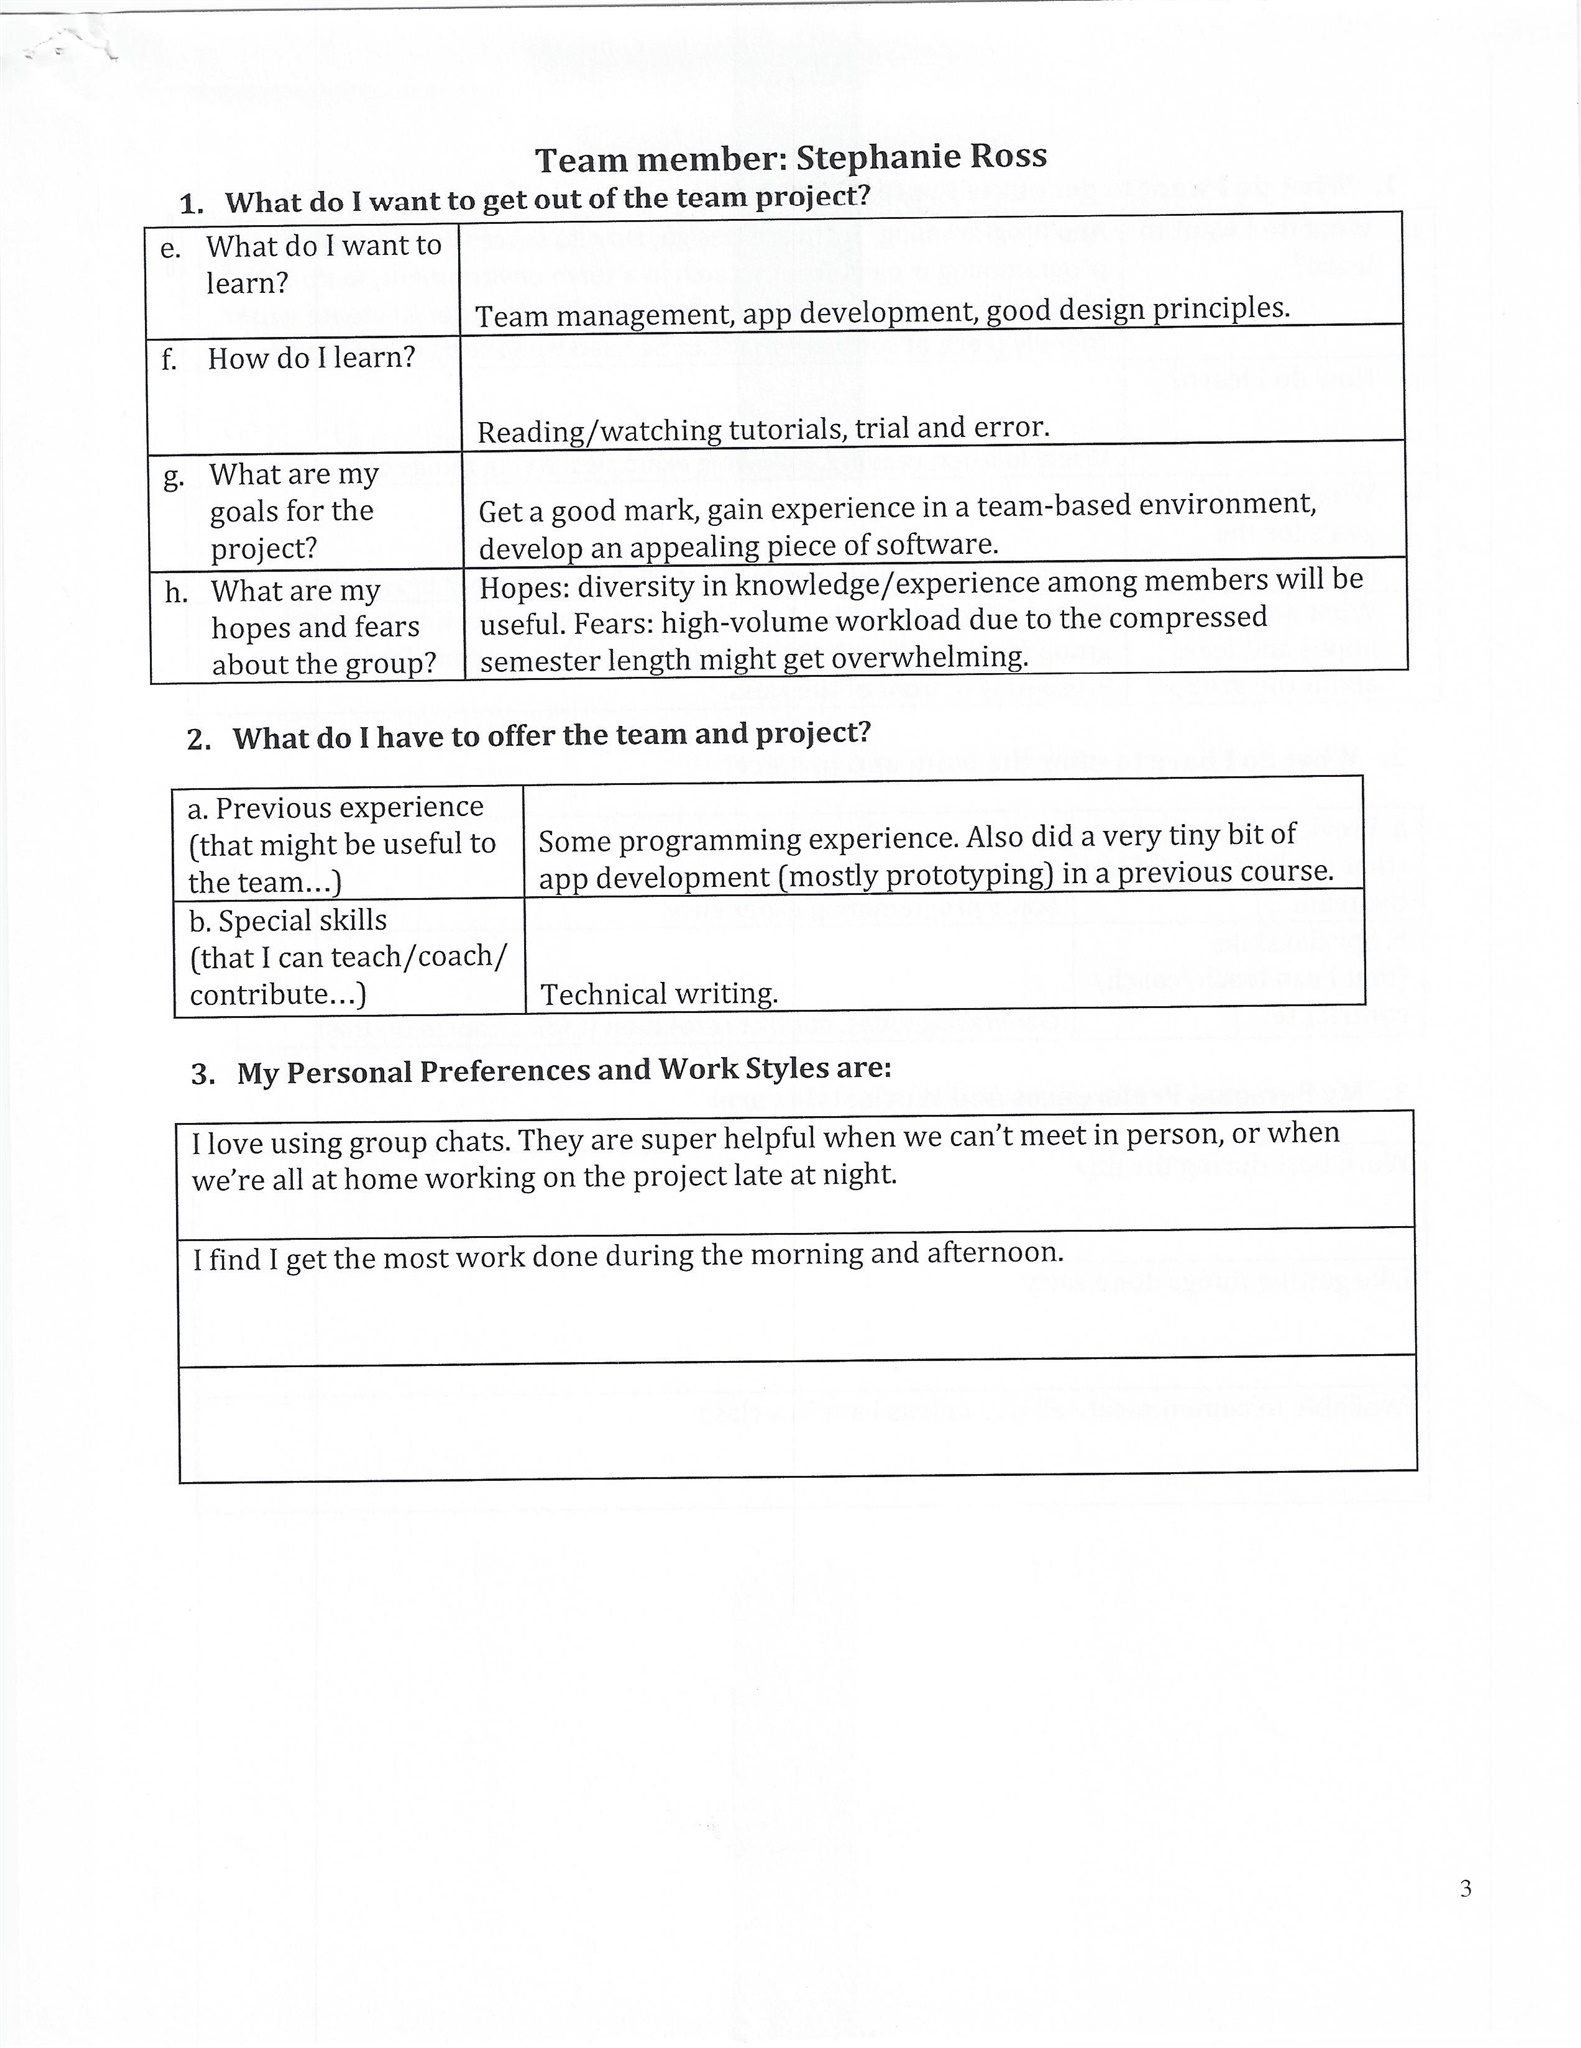 Team member: Stephanie Ross
1. What do I want to get out of the team project?
e. What do I want to
learn?
Team management, app development, good design principles.
f. How do I learn?
Reading/watching tutorials, trial and error.
g. What are my
goals for the
project?
Get a good mark, gain experience in a team-based environment,
develop an appealing piece of software.
h. What are my
hopes and fears
about the group?
Hopes: diversity in knowledge/experience among members will be
useful. Fears: high-volume workload due to the compressed
semester length might get overwhelming.
2. What do I have to offer the team and project?
a. Previous experience
(that might be useful to
the team...)
Some programming experience. Also did a very tiny bit of
app development (mostly prototyping) in a previous course.
b. Special skills
(that I can teach/coach/
contribute...)
Technical writing.
3. My Personal Preferences and Work Styles are:
I love using group chats. They are super helpful when we can't meet in person, or when
we're all at home working on the project late at night.
I find I get the most work done during the morning and afternoon.
3